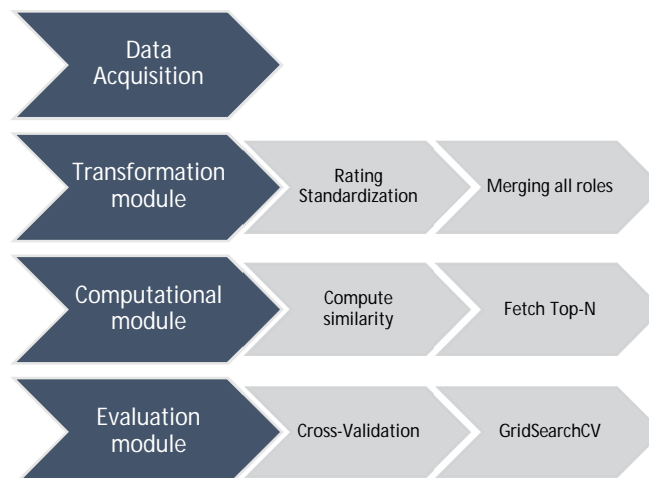 Data
Acquisition
Transformation
module
Rating
Standardization
Merging all roles
Computational
module
Compute
similarity
Fetch Top-N
Evaluation
module
Cross-Validation
GridSearchCV